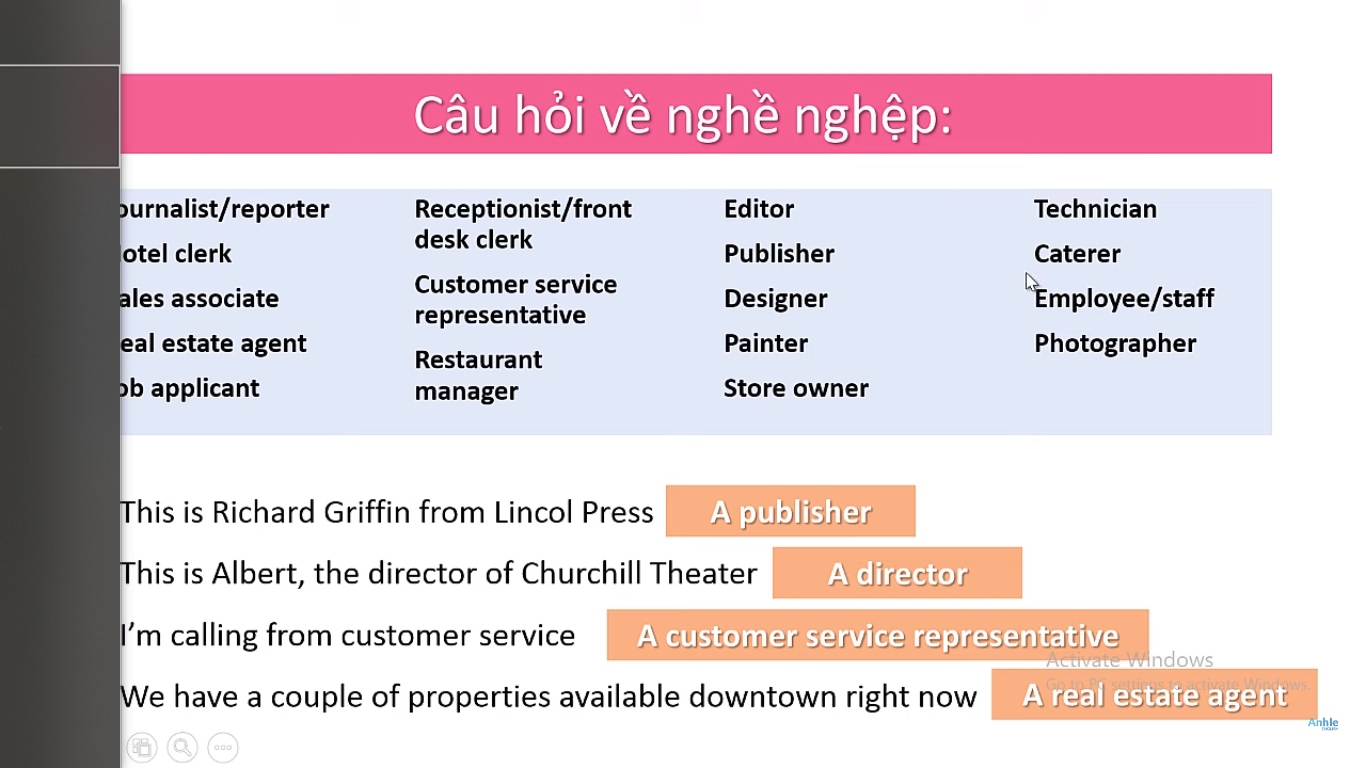 Câu hỏi về nghề nghệp:
ournalist/reporter
otel clerk
ales associate
eal estate agent
ob applicant
Receptionist/front
desk clerk
Customer service
representative
Restaurant
manager
Editor
Publisher
Designer
Painter
Store owner
Technician
Caterer
Employee/staff
Photographer
This is Richard Griffin from Lincol Press A publisher
This is Albert, the director of Churchill Theater A director
I’m calling from customer service A customer service representative
Activate Windows
Go to PC settings to activate Windows.
We have a couple of properties available downtown right now A real estate agent
Anhle